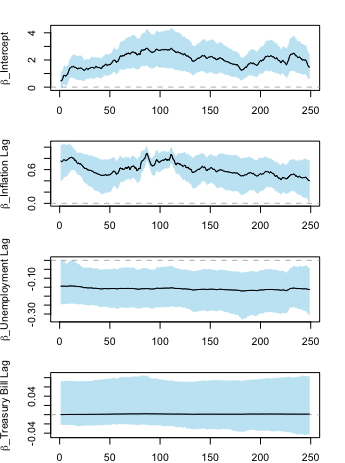 β_Intercept
4
2
0
0 50 100 150 200 250
β_Inflation Lag
0.6
0.0
0 50 100 150 200 250
β_Unemployment Lag
-0.10
-0.30
0 50 100 150 200 250
β_Treasury Bill Lag
0.04
-0.04
0 50 100 150 200 250